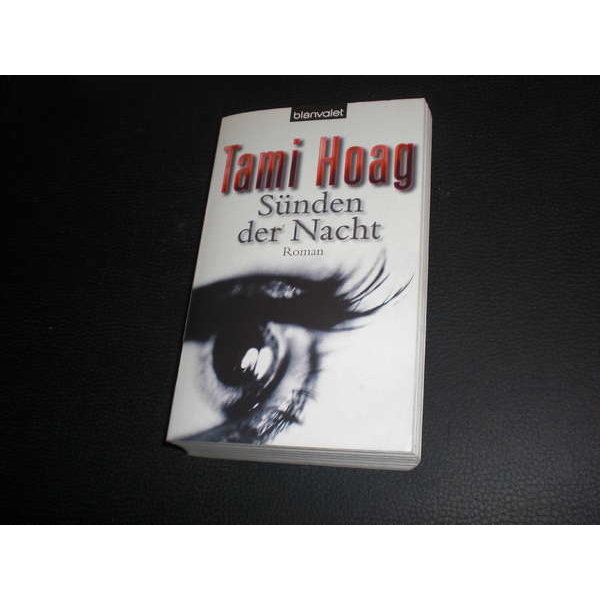 blanvalet
Tami Hoag
Sünden
der Nacht
Roman